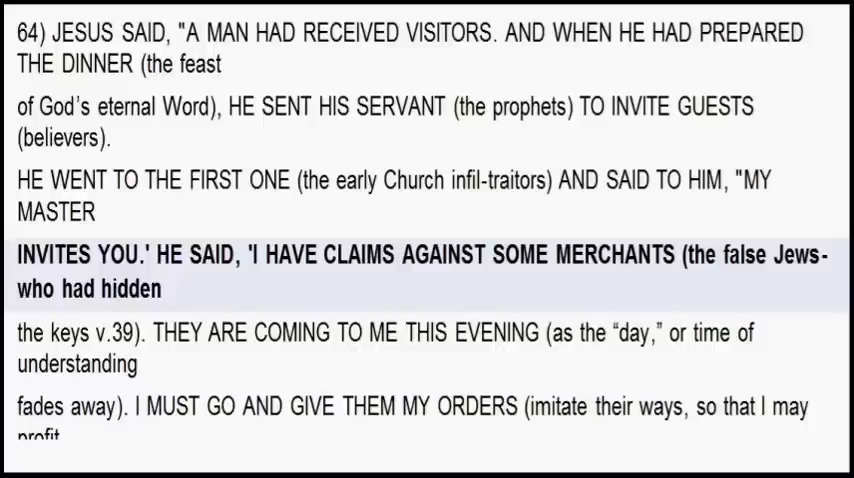 64) JESUS SAID, "A MAN HAD RECEIVED VISITORS. AND WHEN HE HAD PREPARED
THE DINNER (the feast
of God's eternal Word), HE SENT HIS SERVANT (the prophets) TO INVITE GUESTS
(believers).
HE WENT TO THE FIRST ONE (the early Church infil-traitors) AND SAID TO HIM, "MY
MASTER
INVITES YOU.' HE SAID, 'I HAVE CLAIMS AGAINST SOME MERCHANTS (the false Jews-
who had hidden
the keys v.39). THEY ARE COMING TO ME THIS EVENING (as the “day,” or time of
understanding
fades away). I MUST GO AND GIVE THEM MY ORDERS (imitate their ways, so that I may
profit